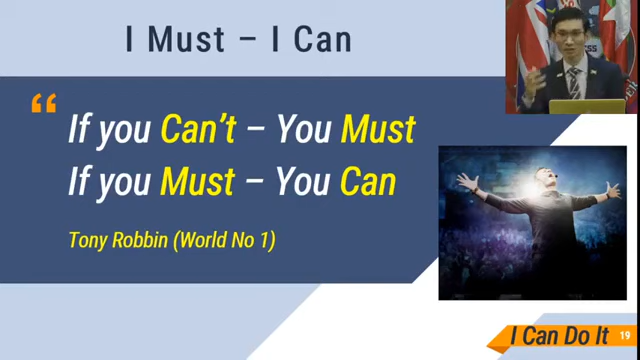 I Must – I Can
“ If you Can't – You Must
If you Must – You Can
Tony Robbin (World No 1)
I Can Do It 19